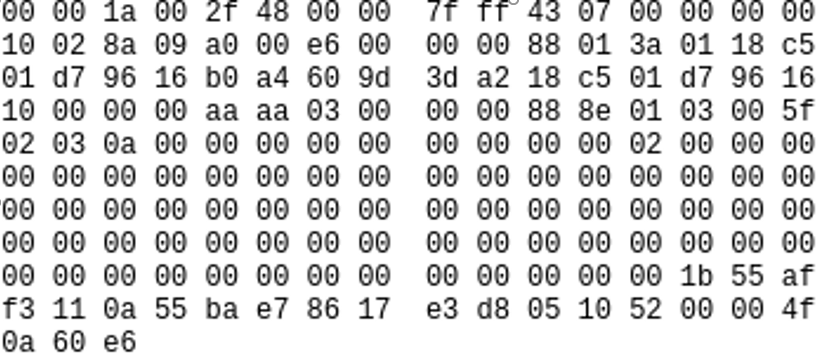 00 00 1a 00 2f 48 00 00 7f ff 43 07 00 00 00 00
10 02 8a 09 a0 00 e6 00 00 00 88 01 3a 01 18 c5
01 d7 96 16 b0 a4 60 9d 3d a2 18 c5 01 d7 96 16
10 00 00 00 aa aa 03 00 00 00 88 8e 01 03 00 5f
02 03 0a 00 00 00 00 00 00 00 00 00 02 00 00 00
00 00 00 00 00 00 00 00 00 00 00 00 00 00 00 00
00 00 00 00 00 00 00 00 00 00 00 00 00 00 00 00
00 00 00 00 00 00 00 00 00 00 00 00 00 00 00 00
00 00 00 00 00 00 00 00 00 00 00 00 00 1b 55 af
f3 11 0a 55 ba e7 86 17 e3 d8 05 10 52 00 00 4f
0a 60 e6